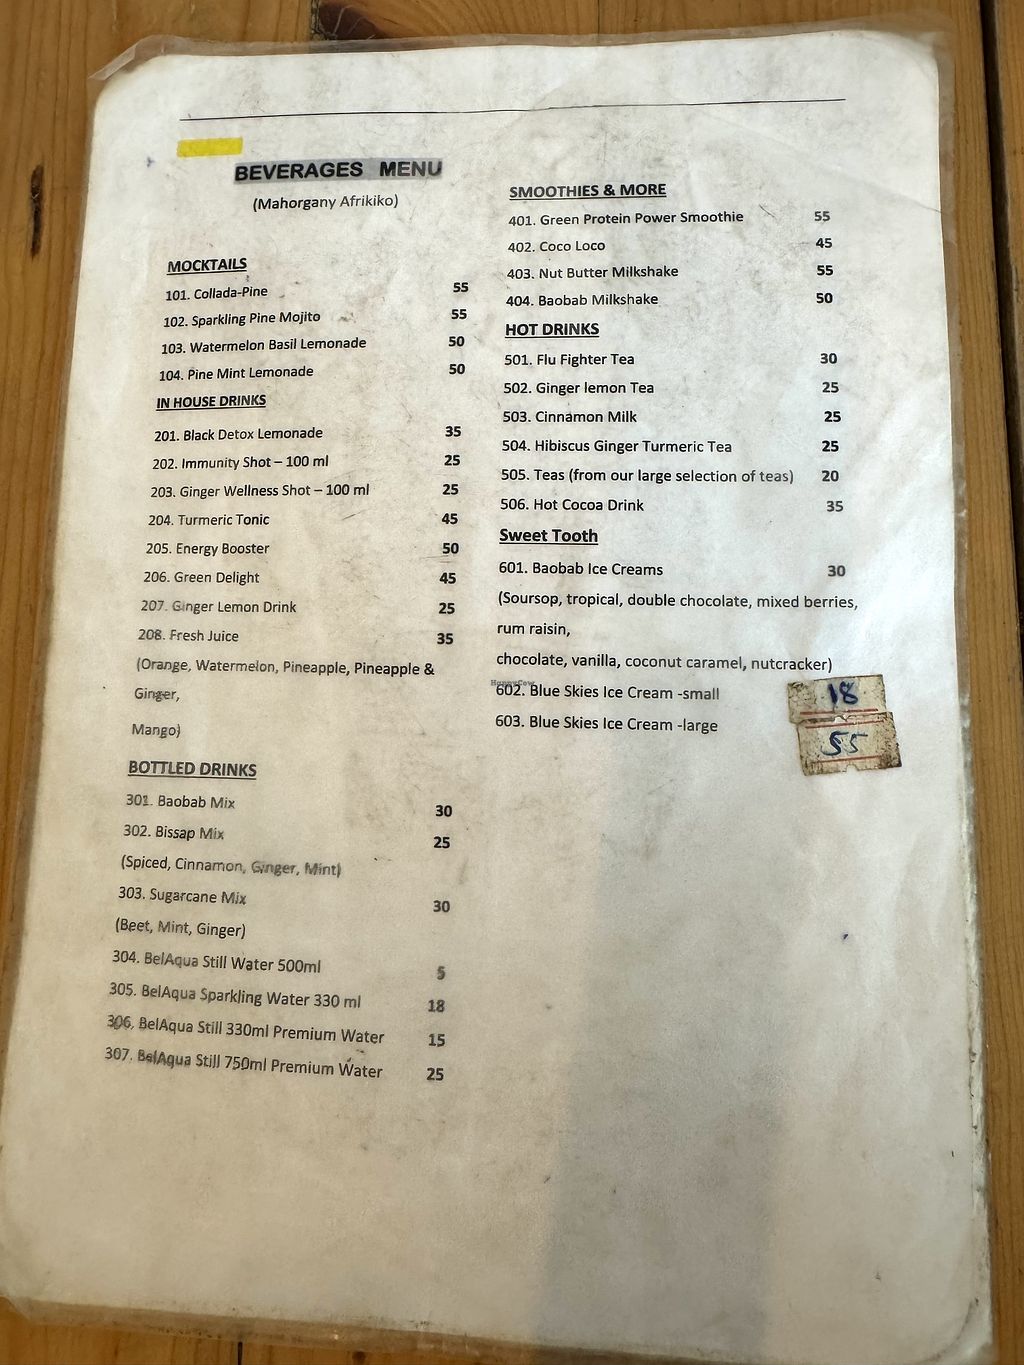 BEVERAGES MENU
(Mahorgany Afrikiko)
MOCKTAILS
101. Collada-Pine 55
102. Sparkling Pine Mojito 55
103. Watermelon Basil Lemonade 50
104. Pine Mint Lemonade 50
IN HOUSE DRINKS
201. Black Detox Lemonade 35
202. Immunity Shot – 100 ml 25
203. Ginger Wellness Shot – 100 ml 25
204. Turmeric Tonic 45
205. Energy Booster 50
206. Green Delight 45
207. Ginger Lemon Drink 25
208. Fresh Juice 35
(Orange, Watermelon, Pineapple, Pineapple &
Ginger,
Mango)
BOTTLED DRINKS
301. Baobab Mix 30
302. Bissap Mix 25
(Spiced, Cinnamon, Ginger, Mint)
303. Sugarcane Mix 30
(Beet, Mint, Ginger)
304. BelAqua Still Water 500ml 5
305. BelAqua Sparkling Water 330 ml 18
306. BelAqua Still 330ml Premium Water 15
307. BelAqua Still 750ml Premium Water 25
SMOOTHIES & MORE
401. Green Protein Power Smoothie 55
402. Coco Loco 45
403. Nut Butter Milkshake 55
404. Baobab Milkshake 50
HOT DRINKS
501. Flu Fighter Tea 30
502. Ginger lemon Tea 25
503. Cinnamon Milk 25
504. Hibiscus Ginger Turmeric Tea 25
505. Teas (from our large selection of teas) 20
506. Hot Cocoa Drink 35
Sweet Tooth
601. Baobab Ice Creams 30
(Soursop, tropical, double chocolate, mixed berries,
rum raisin,
chocolate, vanilla, coconut caramel, nutcracker)
HappyCow
602. Blue Skies Ice Cream -small 18
603. Blue Skies Ice Cream -large 55